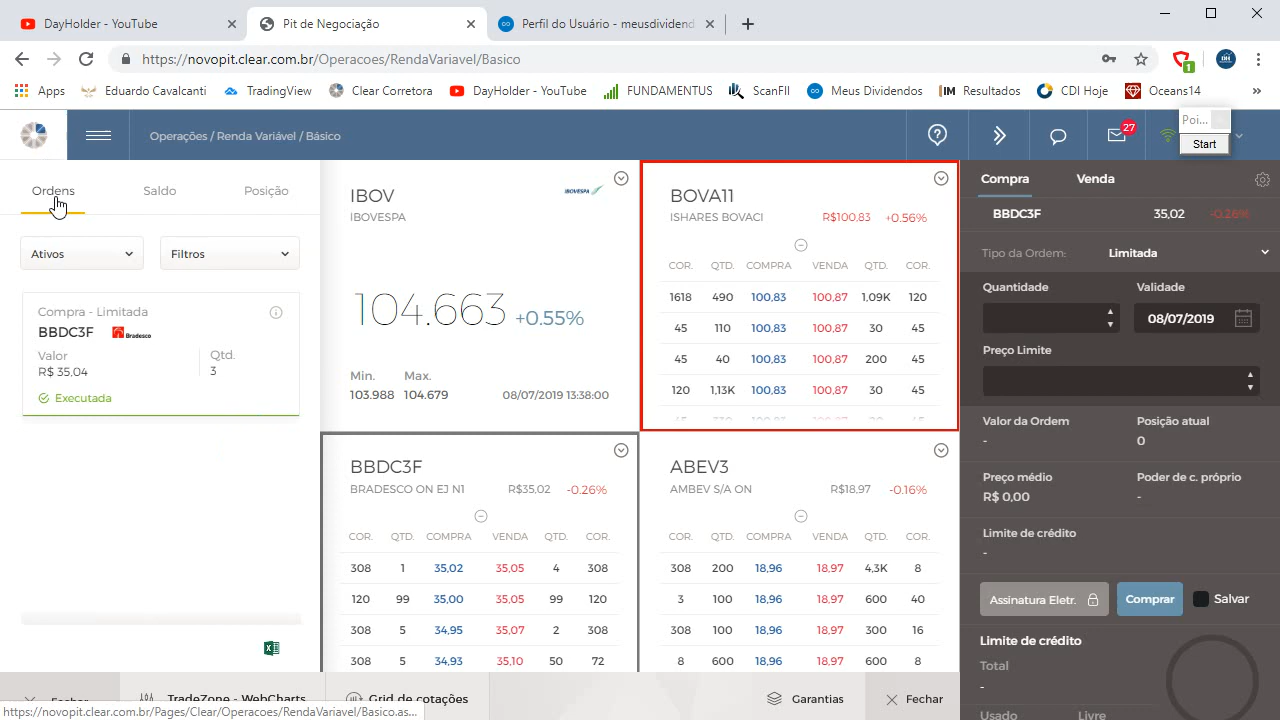 DayHolder - YouTube
Pit de Negociação
Perfil do Usuário - meusdividend
https://novopit.clear.com.br/Operacoes/RendaVariavel/Basico
1
Apps
Eduardo Cavalcanti
TradingView
Clear Corretora
DayHolder - YouTube
FUNDAMENTUS
ScanFII
Meus Dividendos
IM Resultados
CDI Hoje
Oceans14
Operações / Renda Variável / Básico
27
Poi...
Start
Ordens
Saldo
Posição
Ativos
Filtros
Compra - Limitada
BBDC3F
Bradesco
Valor
Qtd.
R$ 35,04
3
Executada
IBOV
IBOVESPA
IBOVESPA
104.663 +0.55%
Min.
Max.
103.988
104.679
08/07/2019 13:38:00
BOVA11
ISHARES BOVACI
R$100,83
+0.56%
COR. QTD. COMPRA VENDA QTD. COR.
1618 490 100,83 100,87 1,09K 120
45 110 100,83 100,87 30 45
45 40 100,83 100,87 200 45
120 1,13K 100,83 100,87 30 45
BBDC3F
BRADESCO ON EJ N1
R$35,02
-0.26%
COR. QTD. COMPRA VENDA QTD. COR.
308 1 35,02 35,05 4 308
120 99 35,00 35,05 99 120
308 5 34,95 35,07 2 308
308 5 34,93 35,10 50 72
ABEV3
AMBEV S/A ON
R$18,97
-0.16%
COR. QTD. COMPRA VENDA QTD. COR.
308 200 18,96 18,97 4,3K 8
3 100 18,96 18,97 600 40
308 100 18,96 18,97 300 16
8 600 18,96 18,97 600 8
Compra
Venda
BBDC3F
35,02
-0.26%
Tipo da Ordem:
Limitada
Quantidade
Validade
08/07/2019
Preço Limite
Valor da Ordem
Posição atual
-
0
Preço médio
Poder de c. próprio
R$ 0,00
-
Limite de crédito
-
Assinatura Eletr.
Comprar
Salvar
Limite de crédito
Total
-
Usado
Livre
Fechar
TradeZone - WebCharts
Grid de cotações
Garantias
Fechar
https://novopit.clear.com.br/Pages/Clear/Operacoes/RendaVariavel/Basico.as...